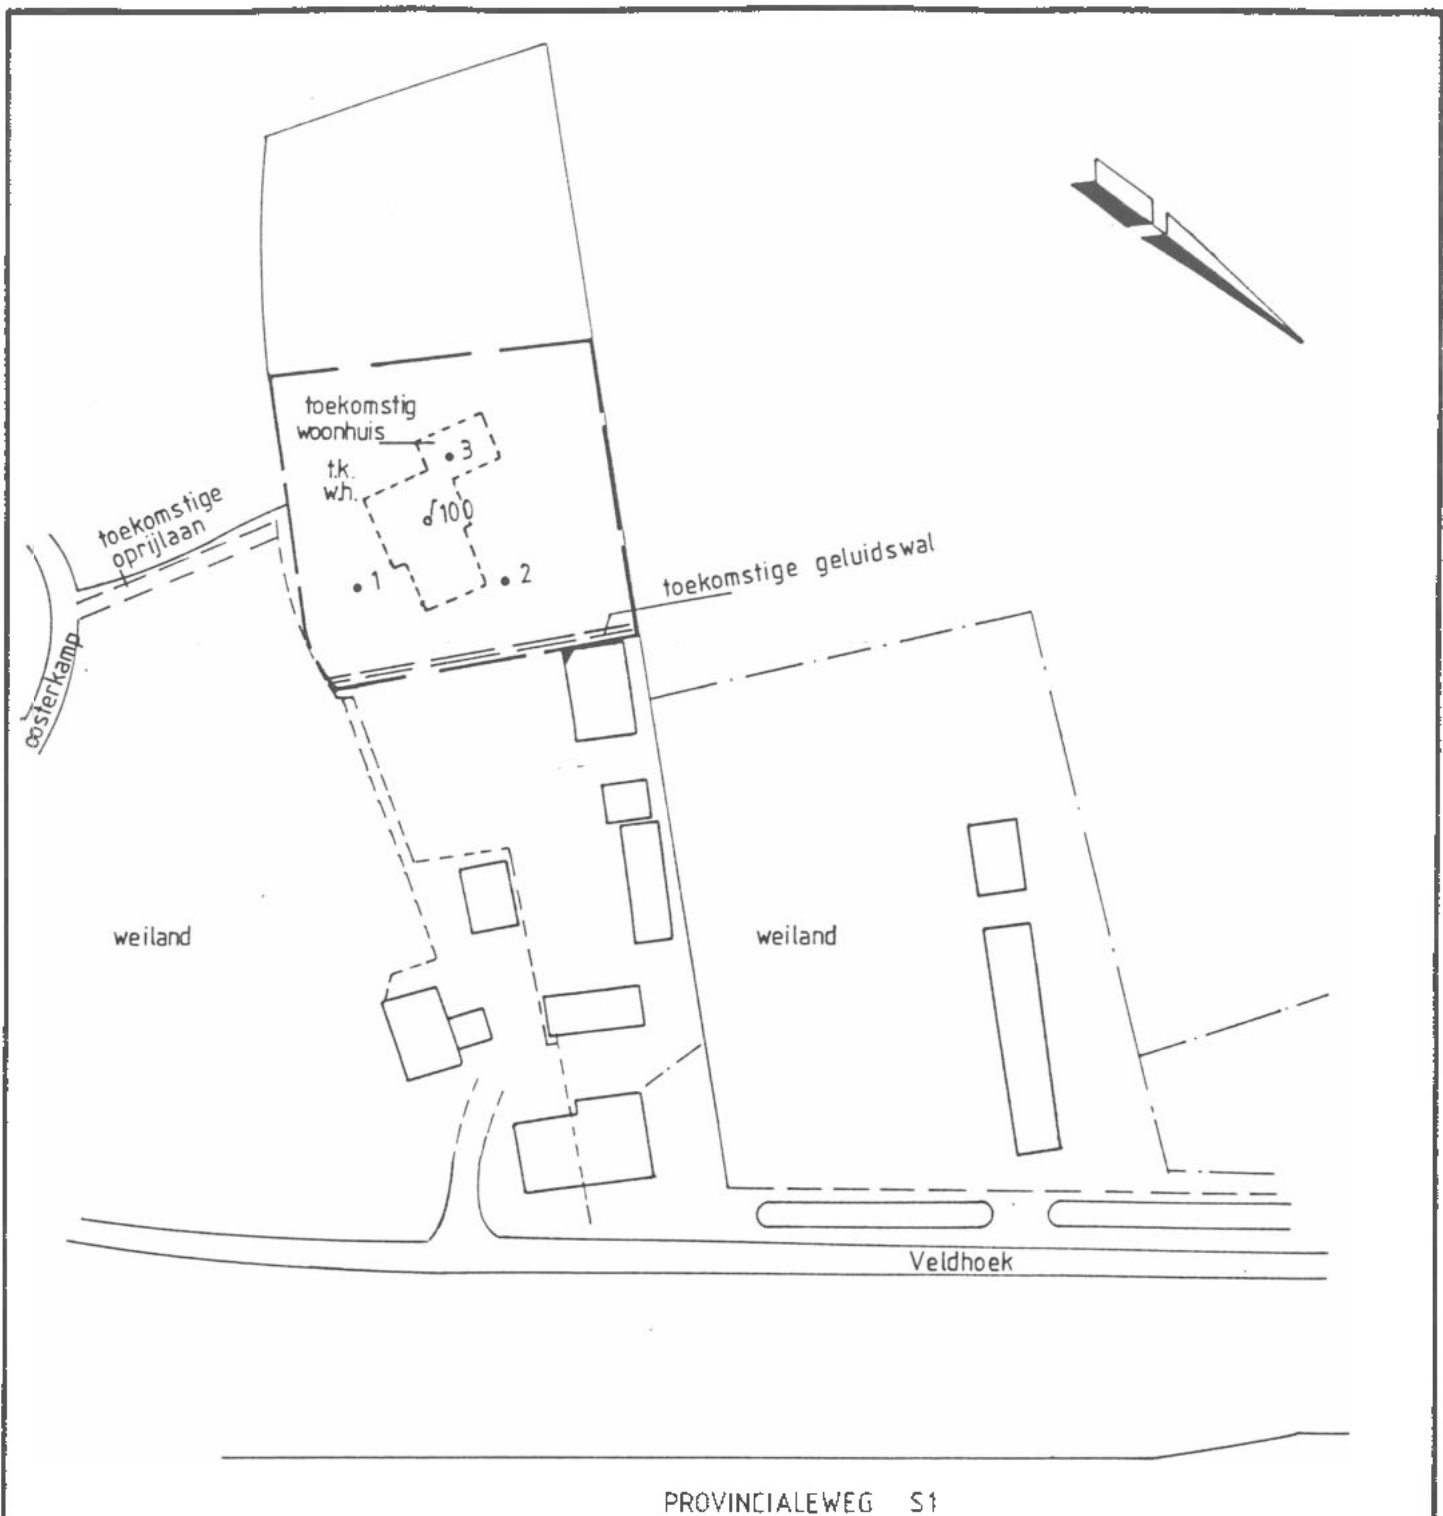 toekomstig
woonhuis
3
t.k.
w.h.
100
toekomstige
oprijlaan
1
2
toekomstige geluidswal
oosterkamp
weiland
weiland
Veldhoek
PROVINCIALEWEG S1